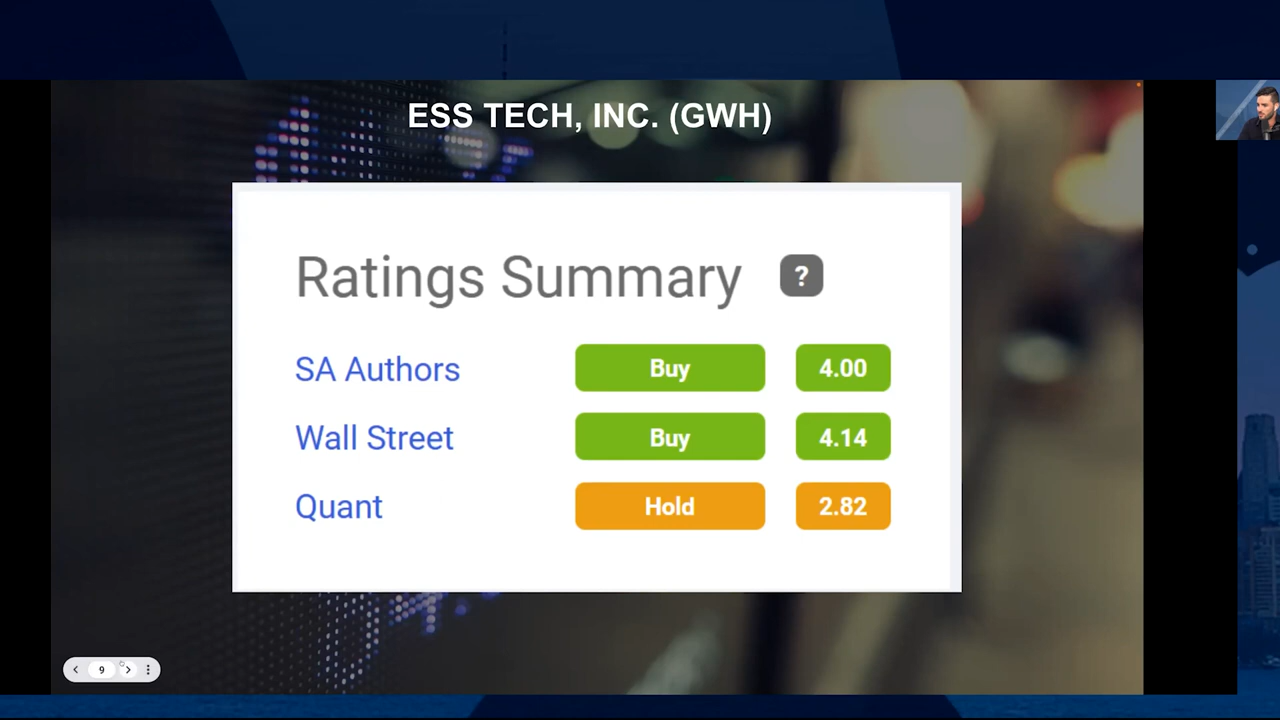 ESS TECH, INC. (GWH)
Ratings Summary ?
SA Authors Buy 4.00
Wall Street Buy 4.14
Quant Hold 2.82
9